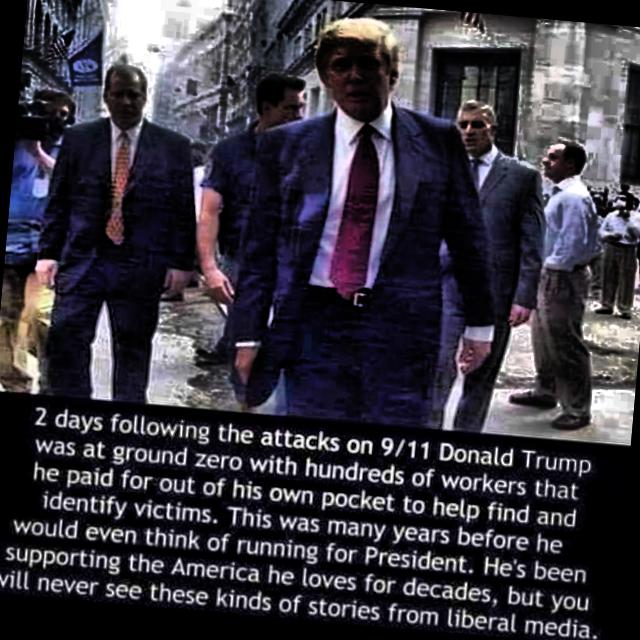 2 days following the attacks on 9/11 Donald Trump
was at ground zero with hundreds of workers that
he paid for out of his own pocket to help find and
identify victims. This was many years before he
would even think of running for President. He's been
supporting the America he loves for decades, but you
will never see these kinds of stories from liberal media.